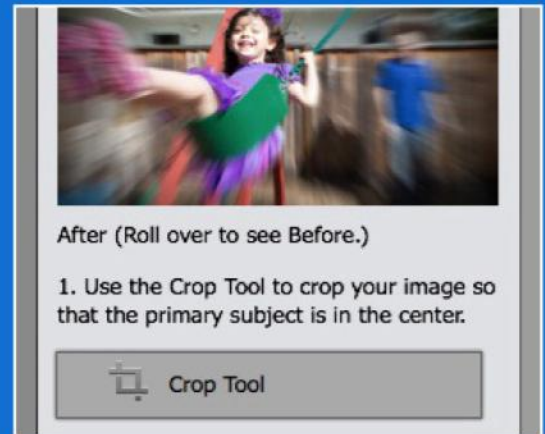 After (Roll over to see Before.)
1. Use the Crop Tool to crop your image so
that the primary subject is in the center.
Crop Tool